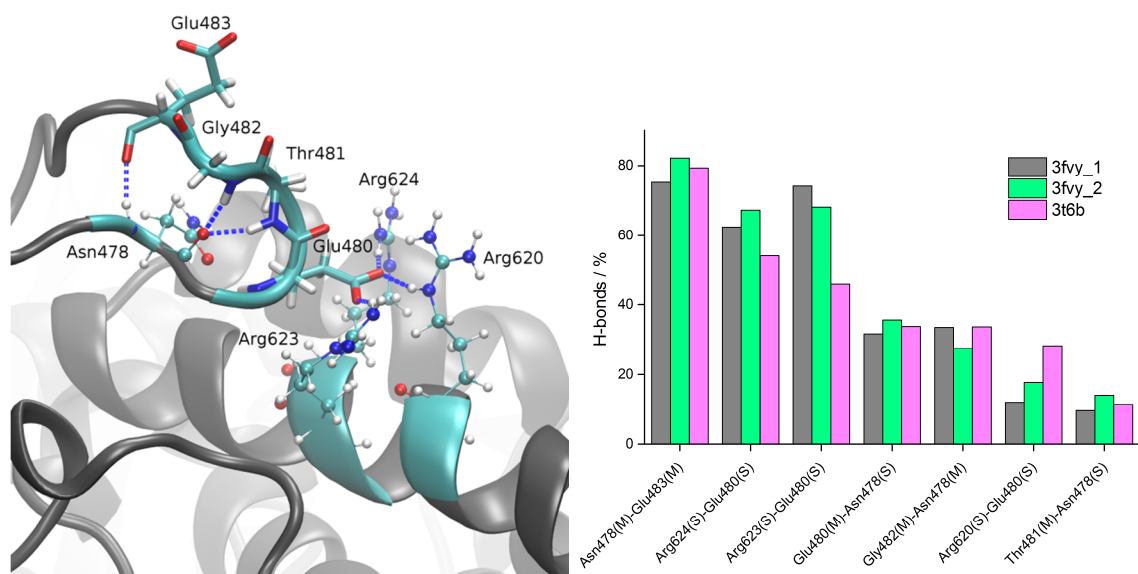 Glu483
Gly482
Thr481
Arg624
Asn478
Glu480
Arg620
Arg623
H-bonds / %
80
60
40
20
0
3fvy_1
3fvy_2
3t6b
Asn478(M)-Glu483(M)
Arg624(S)-Glu480(S)
Arg623(S)-Glu480(S)
Glu480(M)-Asn478(S)
Gly482(M)-Asn478(M)
Arg620(S)-Glu480(S)
Thr481(M)-Asn478(S)